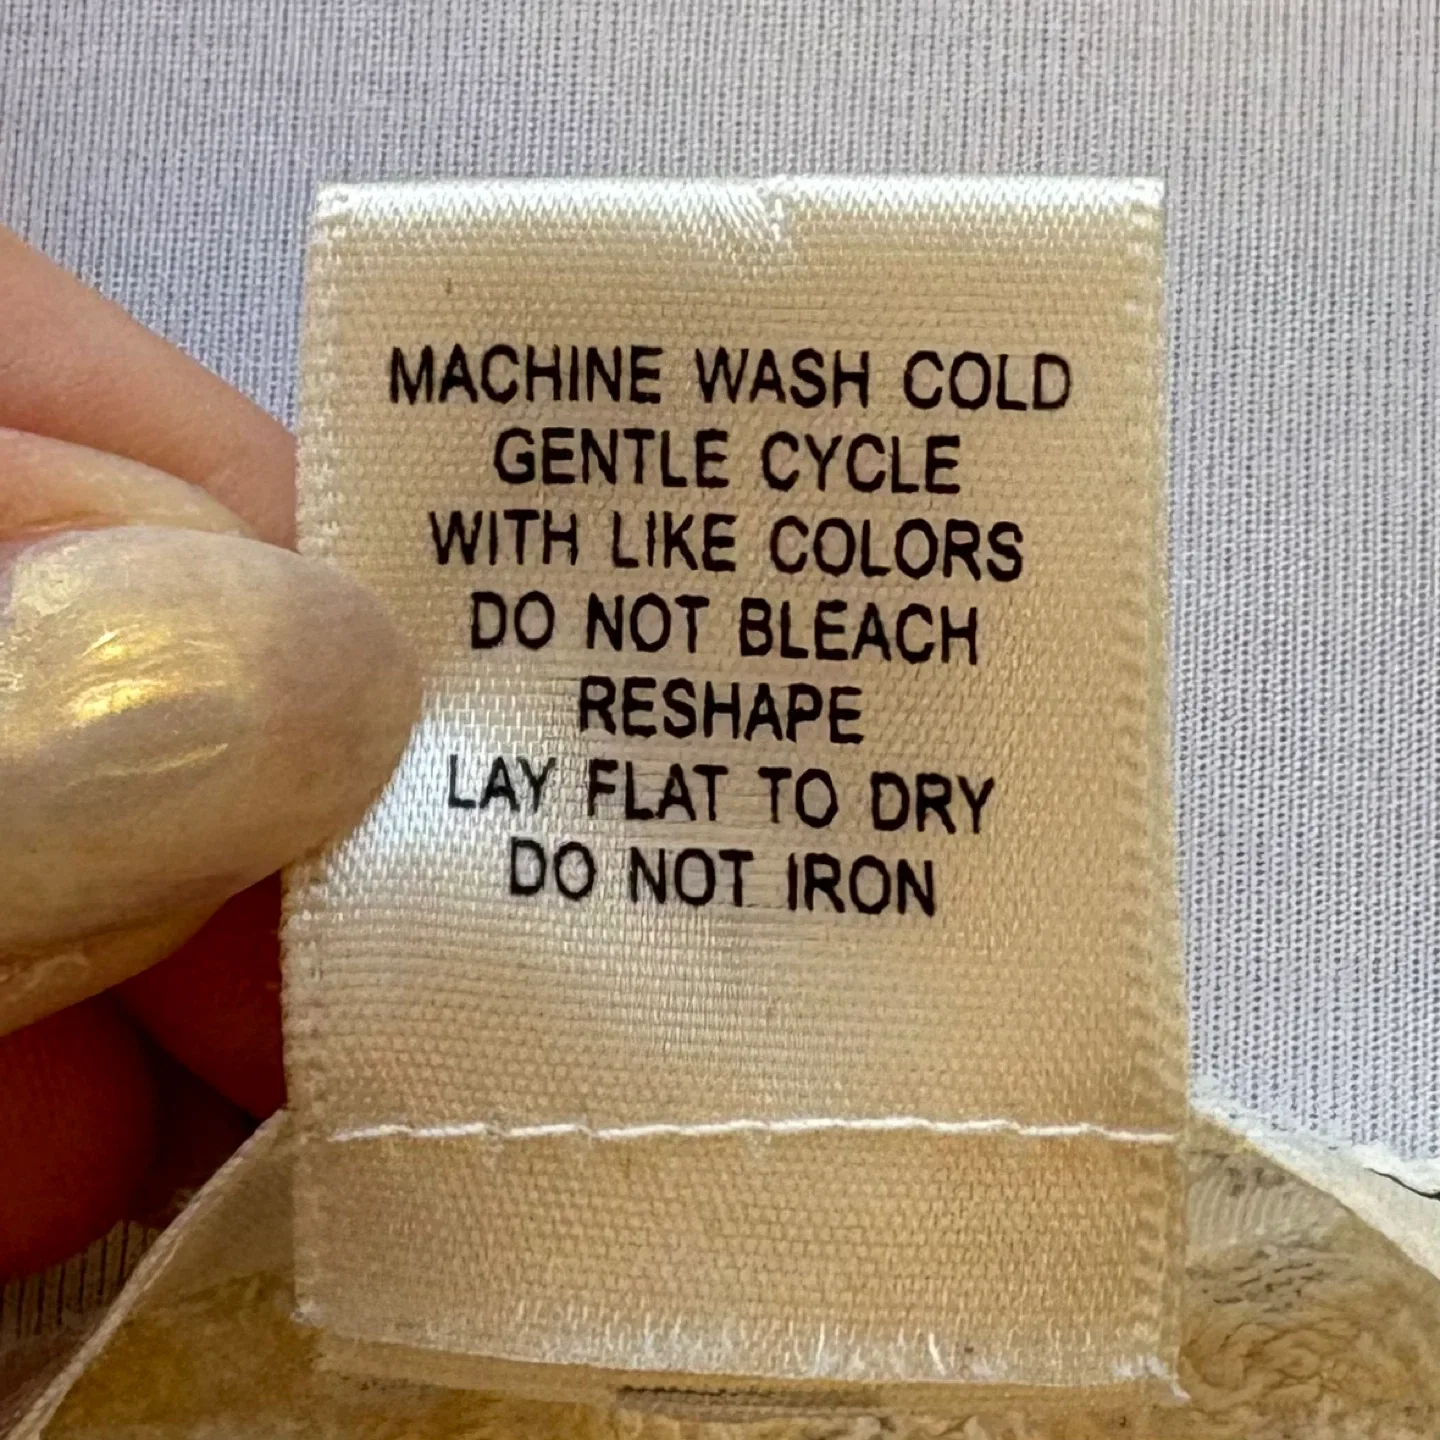 MACHINE WASH COLD
GENTLE CYCLE
WITH LIKE COLORS
DO NOT BLEACH
RESHAPE
LAY FLAT TO DRY
DO NOT IRON